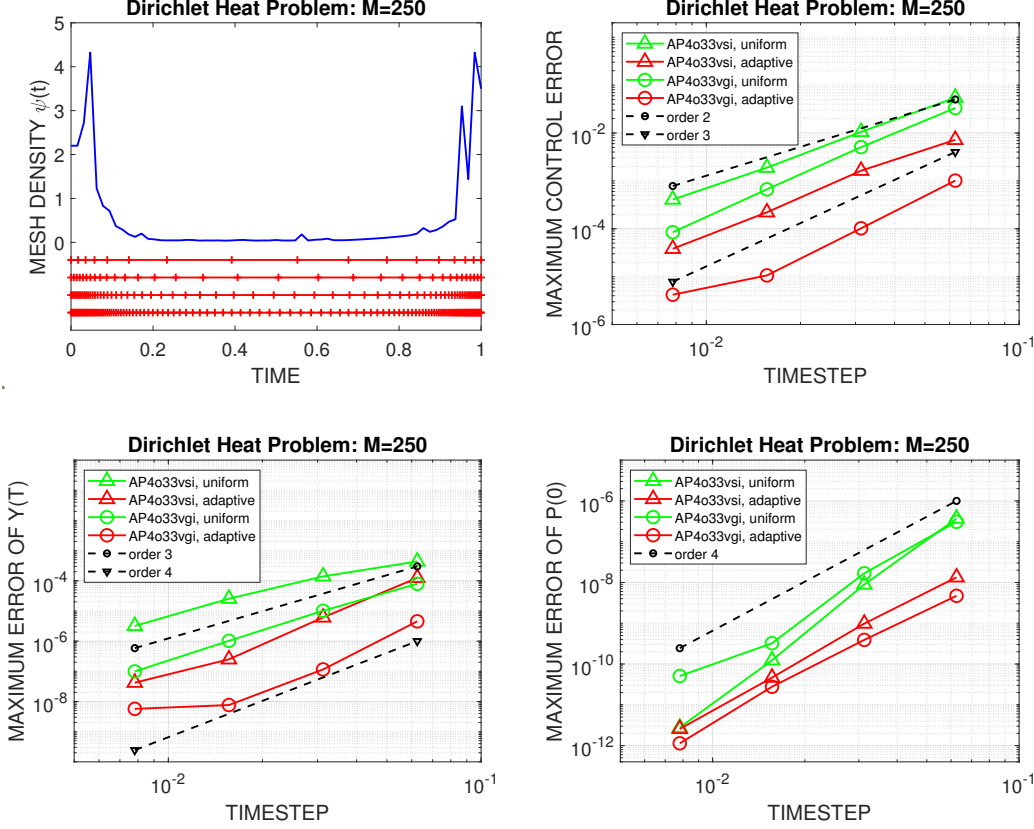 Dirichlet Heat Problem: M=250
MESH DENSITY ψ(t)
5
4
3
2
1
0
0
0.2
0.4
0.6
0.8
1
TIME
Dirichlet Heat Problem: M=250
MAXIMUM CONTROL ERROR
AP4o33vsi, uniform
AP4o33vsi, adaptive
AP4o33vgi, uniform
AP4o33vgi, adaptive
order 2
order 3
10^-2
10^-4
10^-6
10^-2
10^-1
TIMESTEP
Dirichlet Heat Problem: M=250
MAXIMUM ERROR OF Y(T)
AP4o33vsi, uniform
AP4o33vsi, adaptive
AP4o33vgi, uniform
AP4o33vgi, adaptive
order 3
order 4
10^-4
10^-6
10^-8
10^-2
10^-1
TIMESTEP
Dirichlet Heat Problem: M=250
MAXIMUM ERROR OF P(0)
AP4o33vsi, uniform
AP4o33vsi, adaptive
AP4o33vgi, uniform
AP4o33vgi, adaptive
order 4
10^-6
10^-8
10^-10
10^-12
10^-2
10^-1
TIMESTEP